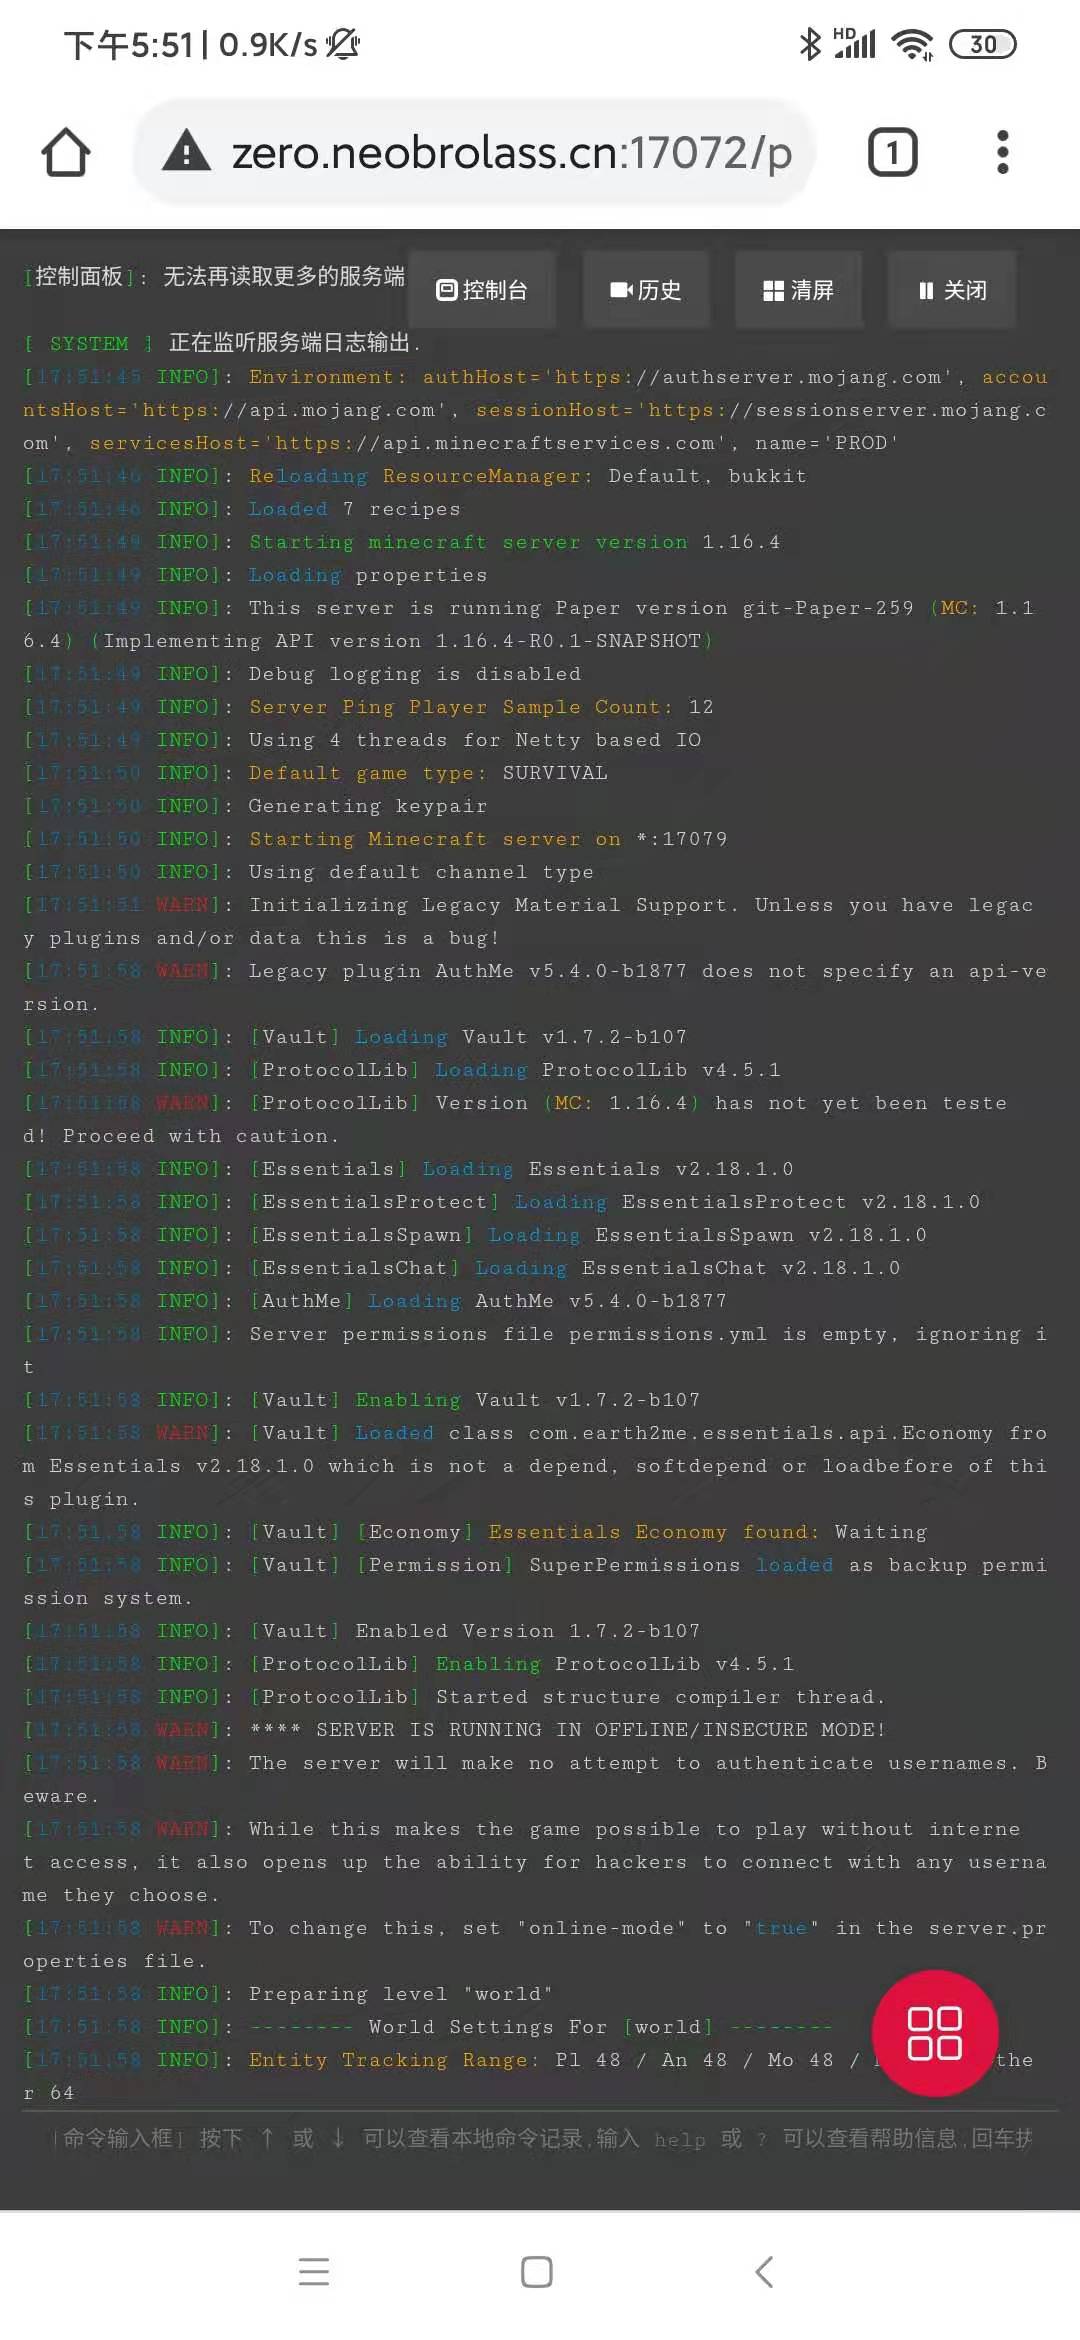 下午5:51 | 0.9K/s
HD
30
zero.neobrolass.cn:17072/p
1
[控制面板]: 无法再读取更多的服务端
控制台
历史
清屏
关闭
[ SYSTEM ] 正在监听服务端日志输出.
[17:51:45 INFO]: Environment: authHost='https://authserver.mojang.com', accou
ntsHost='https://api.mojang.com', sessionHost='https://sessionserver.mojang.c
om', servicesHost='https://api.minecraftservices.com', name='PROD'
[17:51:46 INFO]: Reloading ResourceManager: Default, bukkit
[17:51:46 INFO]: Loaded 7 recipes
[17:51:49 INFO]: Starting minecraft server version 1.16.4
[17:51:49 INFO]: Loading properties
[17:51:49 INFO]: This server is running Paper version git-Paper-259 (MC: 1.1
6.4) (Implementing API version 1.16.4-R0.1-SNAPSHOT)
[17:51:49 INFO]: Debug logging is disabled
[17:51:49 INFO]: Server Ping Player Sample Count: 12
[17:51:49 INFO]: Using 4 threads for Netty based IO
[17:51:50 INFO]: Default game type: SURVIVAL
[17:51:50 INFO]: Generating keypair
[17:51:50 INFO]: Starting Minecraft server on *:17079
[17:51:50 INFO]: Using default channel type
[17:51:51 WARN]: Initializing Legacy Material Support. Unless you have legac
y plugins and/or data this is a bug!
[17:51:58 WARN]: Legacy plugin AuthMe v5.4.0-b1877 does not specify an api-ve
rsion.
[17:51:58 INFO]: [Vault] Loading Vault v1.7.2-b107
[17:51:58 INFO]: [ProtocolLib] Loading ProtocolLib v4.5.1
[17:51:58 WARN]: [ProtocolLib] Version (MC: 1.16.4) has not yet been teste
d! Proceed with caution.
[17:51:58 INFO]: [Essentials] Loading Essentials v2.18.1.0
[17:51:58 INFO]: [EssentialsProtect] Loading EssentialsProtect v2.18.1.0
[17:51:58 INFO]: [EssentialsSpawn] Loading EssentialsSpawn v2.18.1.0
[17:51:58 INFO]: [EssentialsChat] Loading EssentialsChat v2.18.1.0
[17:51:58 INFO]: [AuthMe] Loading AuthMe v5.4.0-b1877
[17:51:58 INFO]: Server permissions file permissions.yml is empty, ignoring i
t
[17:51:58 INFO]: [Vault] Enabling Vault v1.7.2-b107
[17:51:58 WARN]: [Vault] Loaded class com.earth2me.essentials.api.Economy fro
m Essentials v2.18.1.0 which is not a depend, softdepend or loadbefore of thi
s plugin.
[17:51:58 INFO]: [Vault] [Economy] Essentials Economy found: Waiting
[17:51:58 INFO]: [Vault] [Permission] SuperPermissions loaded as backup permi
ssion system.
[17:51:58 INFO]: [Vault] Enabled Version 1.7.2-b107
[17:51:58 INFO]: [ProtocolLib] Enabling ProtocolLib v4.5.1
[17:51:58 INFO]: [ProtocolLib] Started structure compiler thread.
[17:51:58 WARN]: **** SERVER IS RUNNING IN OFFLINE/INSECURE MODE!
[17:51:58 WARN]: The server will make no attempt to authenticate usernames. B
eware.
[17:51:58 WARN]: While this makes the game possible to play without interne
t access, it also opens up the ability for hackers to connect with any userna
me they choose.
[17:51:58 WARN]: To change this, set "online-mode" to "true" in the server.pr
operties file.
[17:51:58 INFO]: Preparing level "world"
[17:51:58 INFO]: -------- World Settings For [world] --------
[17:51:58 INFO]: Entity Tracking Range: Pl 48 / An 48 / Mo 48 / the
r 64
[命令输入框] 按下 ↑ 或 ↓ 可以查看本地命令记录,输入 help 或 ? 可以查看帮助信息,回车执